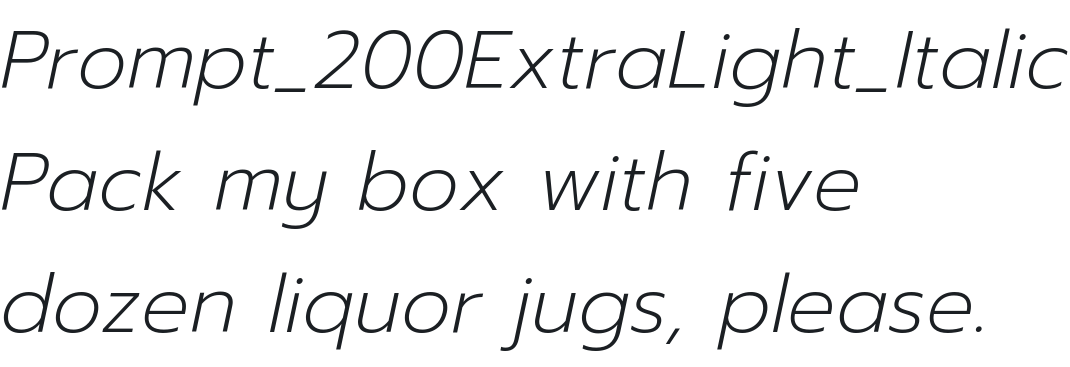 Prompt_200ExtraLight_Italic
Pack my box with five
dozen liquor jugs, please.